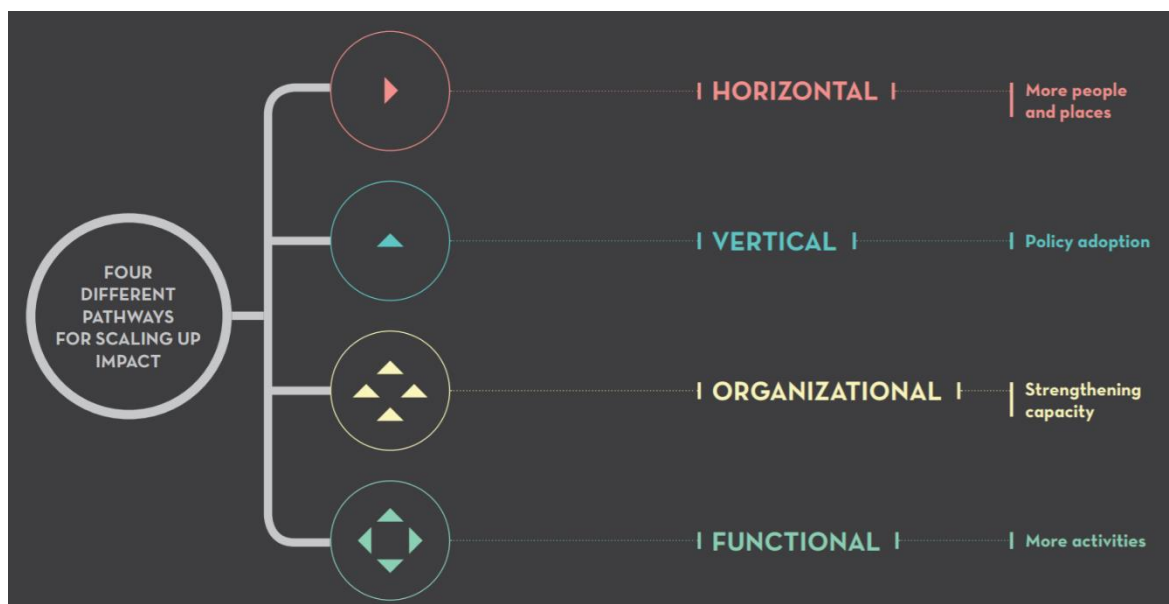 FOUR
DIFFERENT
PATHWAYS
FOR SCALING UP
IMPACT
HORIZONTAL
More people
and places
VERTICAL
Policy adoption
ORGANIZATIONAL
Strengthening
capacity
FUNCTIONAL
More activities